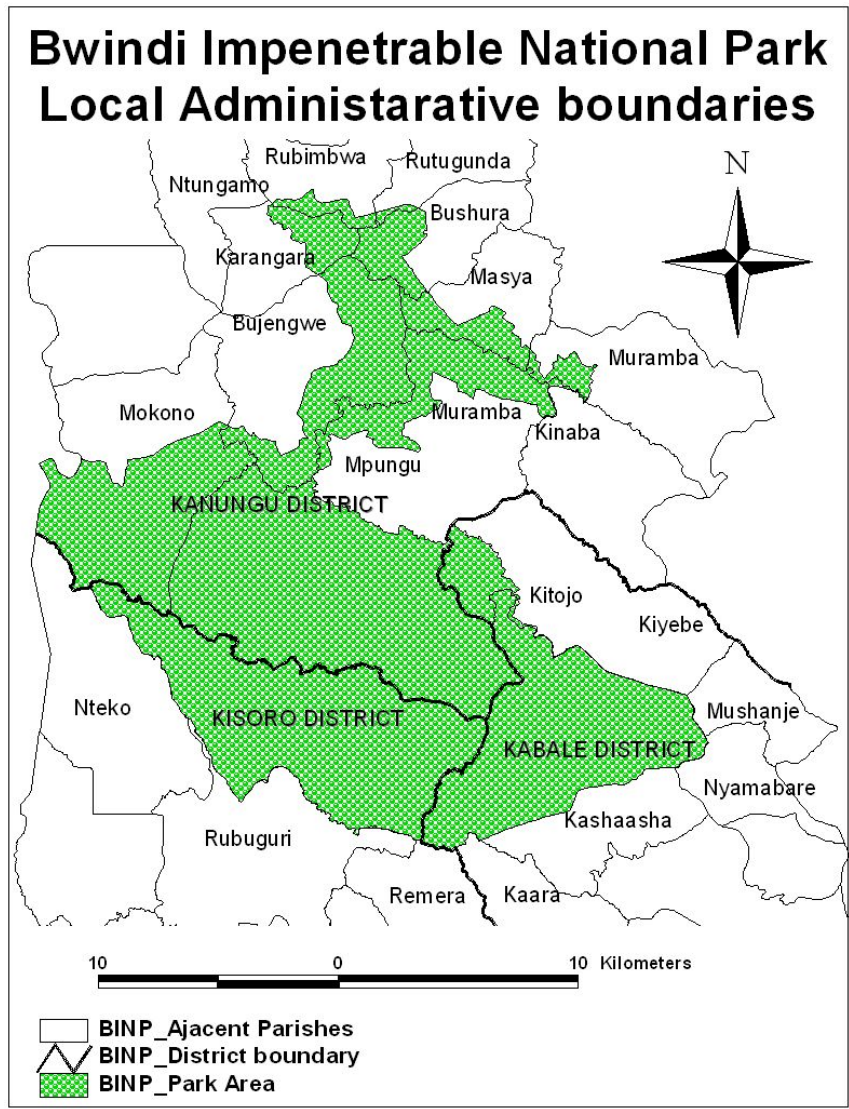 Bwindi Impenetrable National Park
Local Administarative boundaries
Rubimbwa
Rutugunda
N
Ntungamo
Bushura
Karangara
Masya
Bujengwe
Muramba
Mokono
Muramba
Kinaba
Mpungu
KANUNGU DISTRICT
Kitojo
Kiyebe
Nteko
KISORO DISTRICT
Mushanje
KABALE DISTRICT
Nyamabare
Kashaasha
Rubuguri
Remera
Kaara
10 0 10 Kilometers
BINP_Ajacent Parishes
BINP_District boundary
BINP_Park Area